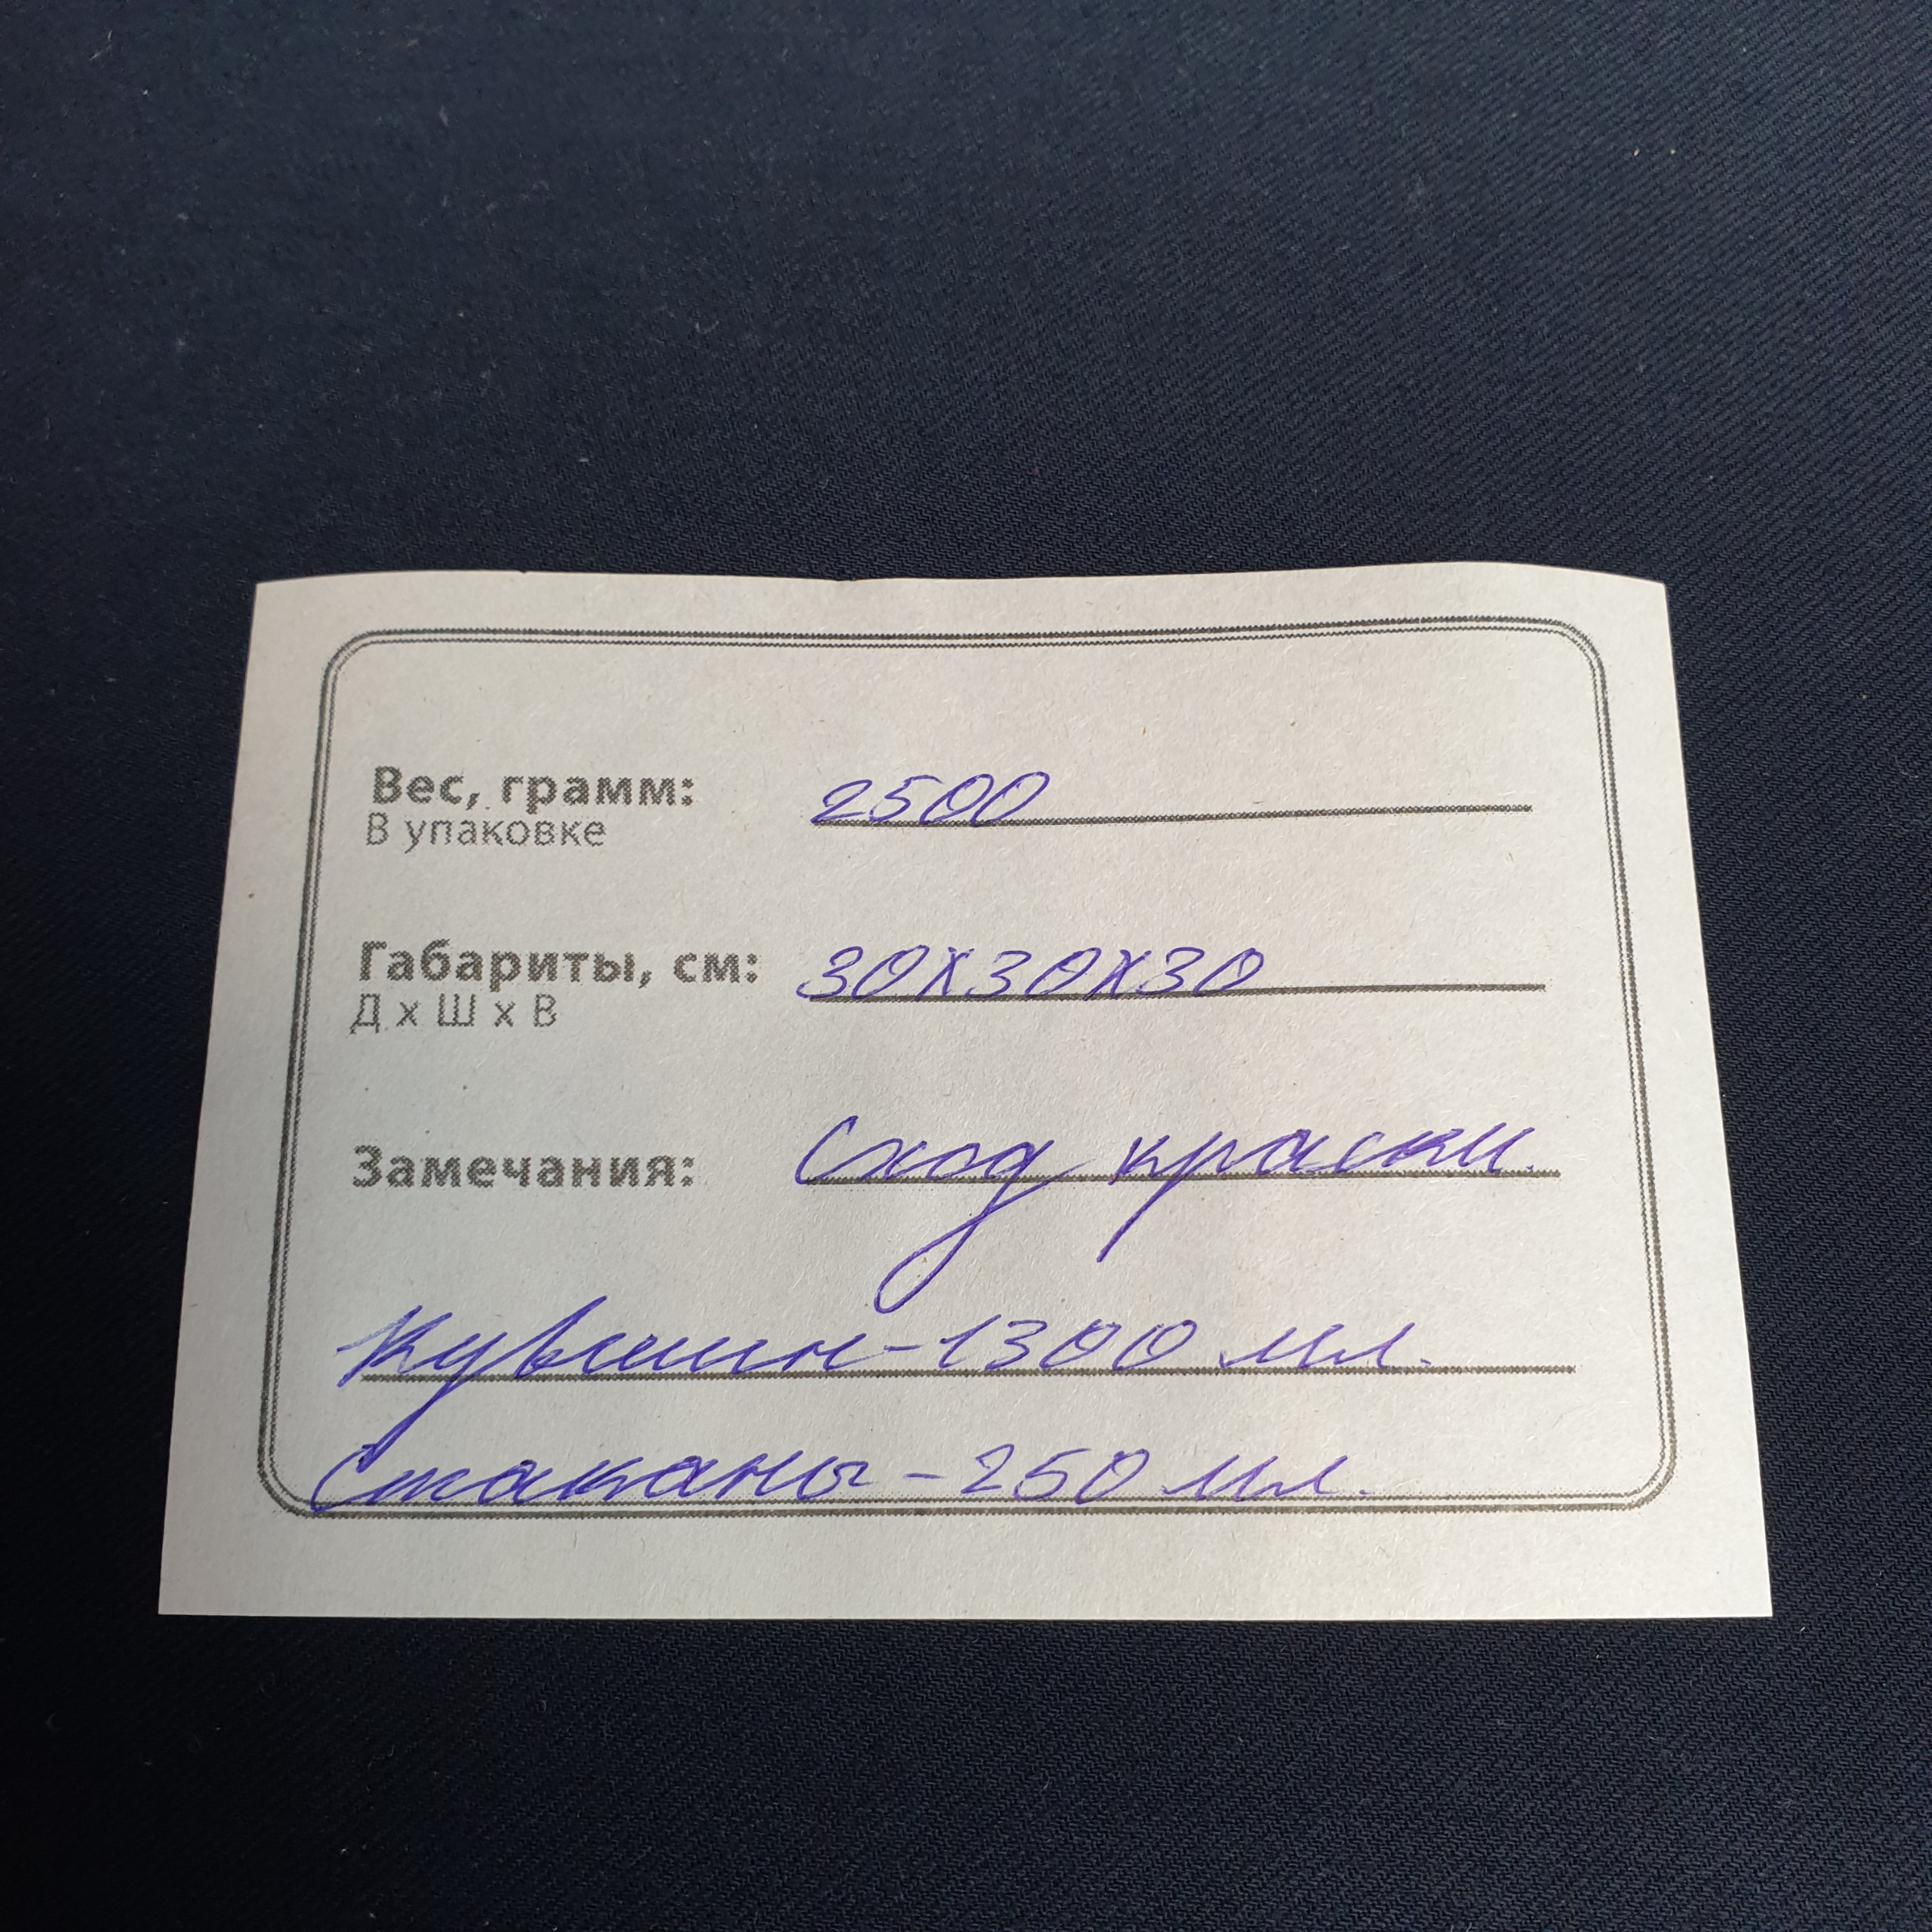 Вес, грамм: 2500
В упаковке
Габариты, см: 30х30х30
Д х Ш х В
Замечания: Сход краски.
Кувшин-1300 мл.
Стаканы-250 мл.